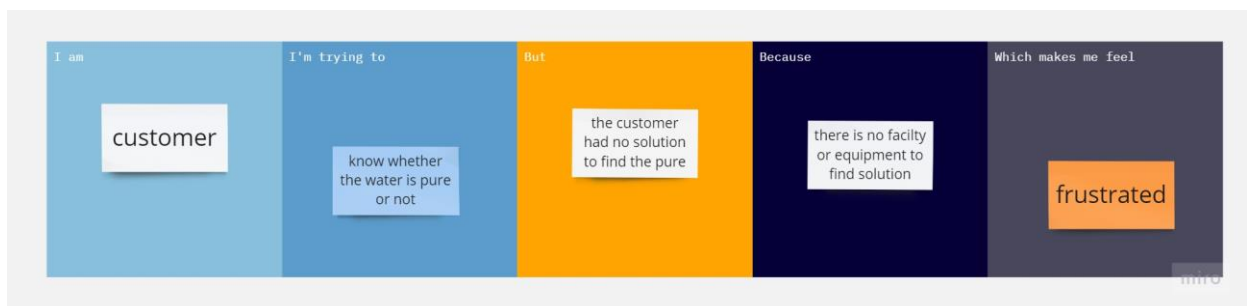 I am
customer
I'm trying to
know whether
the water is pure
or not
But
the customer
had no solution
to find the pure
Because
there is no facilty
or equipment to
find solution
Which makes me feel
frustrated
miro